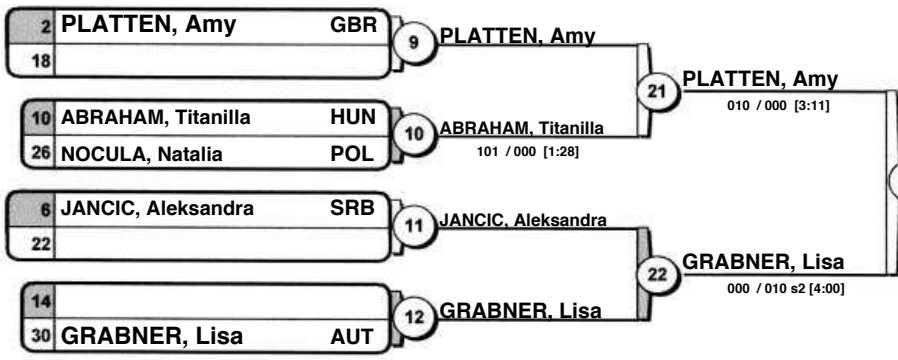 2 PLATTEN, Amy GBR
18
9 PLATTEN, Amy
10 ABRAHAM, Titanilla HUN
26 NOCULA, Natalia POL
10 ABRAHAM, Titanilla
101 / 000 [1:28]
21 PLATTEN, Amy
010 / 000 [3:11]
6 JANCIC, Aleksandra SRB
22
11 JANCIC, Aleksandra
14
30 GRABNER, Lisa AUT
12 GRABNER, Lisa
22 GRABNER, Lisa
000 / 010 s2 [4:00]